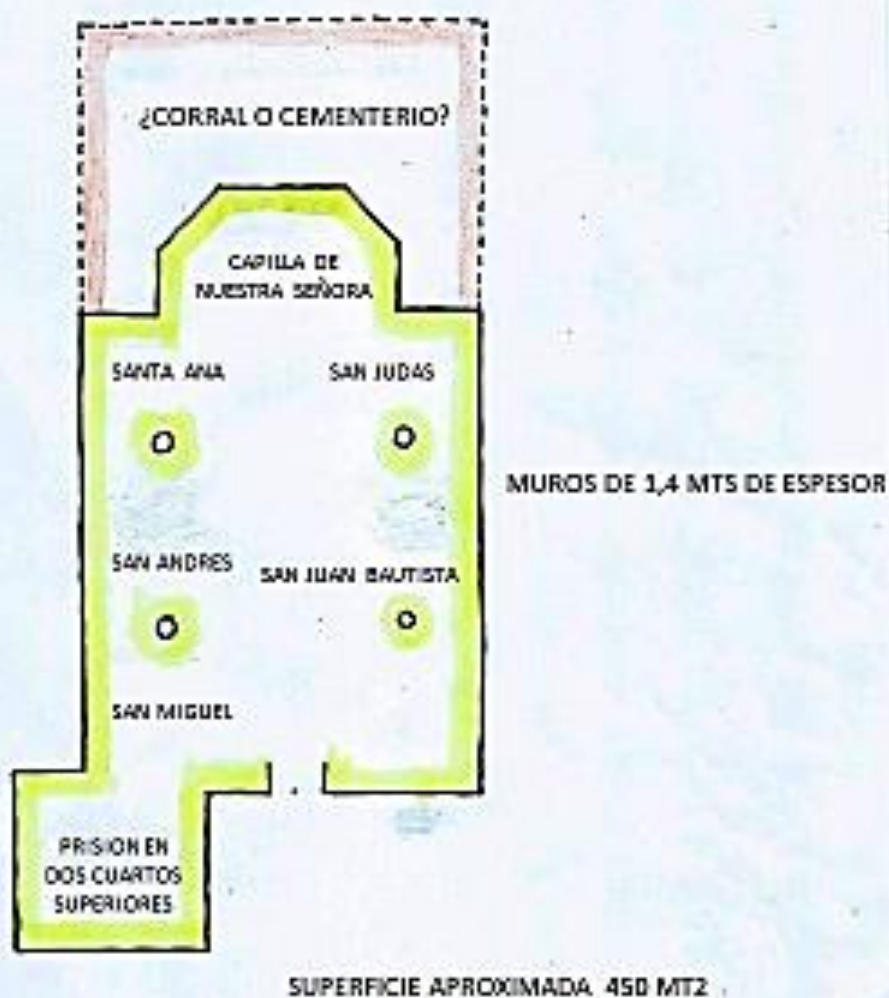 ¿CORRAL O CEMENTERIO?
CAPILLA DE
NUESTRA SEÑORA
SANTA ANA
SAN JUDAS
MUROS DE 1,4 MTS DE ESPESOR
SAN ANDRES
SAN JUAN BAUTISTA
SAN MIGUEL
PRISION EN
DOS CUARTOS
SUPERIORES
SUPERFICIE APROXIMADA 450 MT2